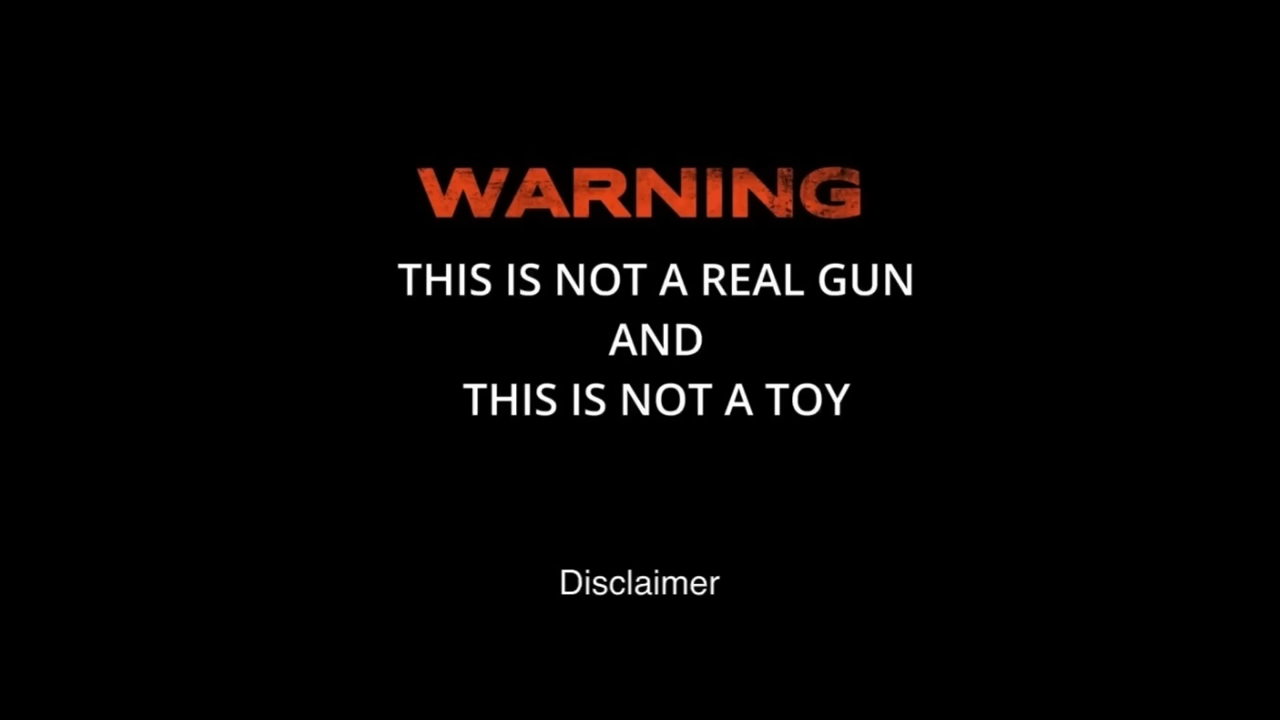 WARNING
THIS IS NOT A REAL GUN
AND
THIS IS NOT A TOY
Disclaimer